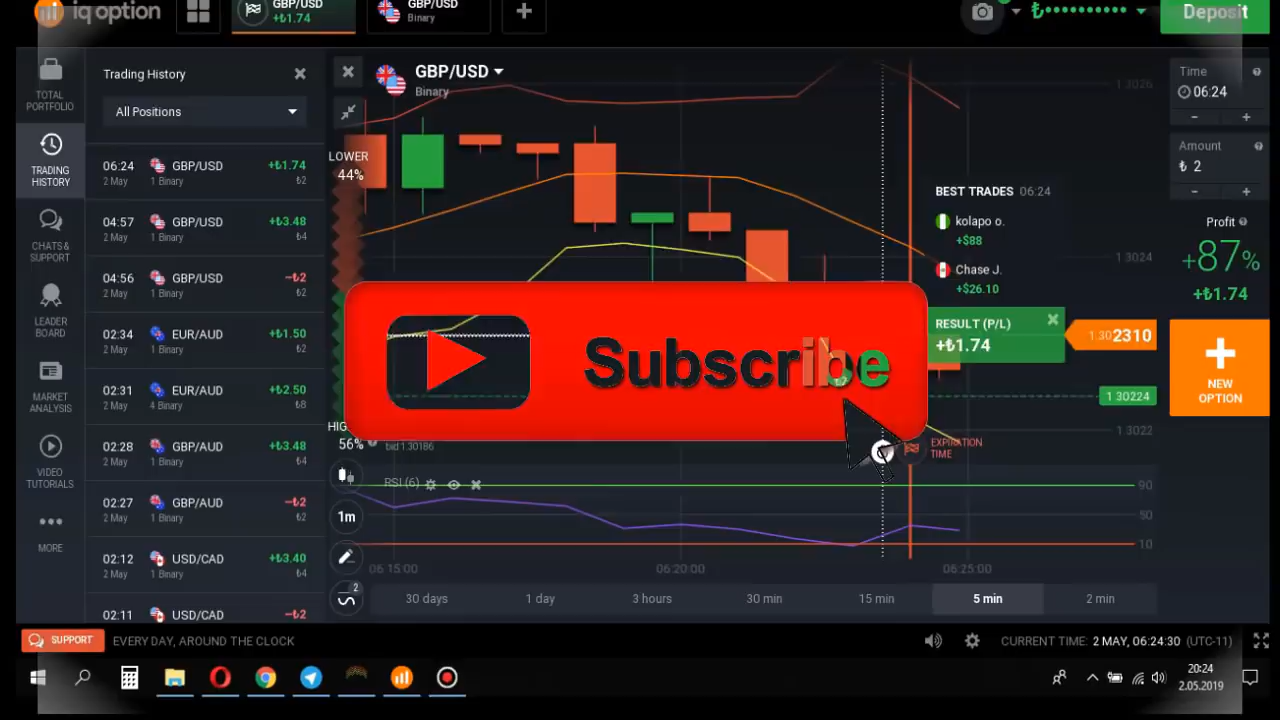 iq option
GBP/USD
+₺1.74
GBP/USD
Binary
+
Deposit
TOTAL
PORTFOLIO
TRADING
HISTORY
CHATS &
SUPPORT
LEADER
BOARD
MARKET
ANALYSIS
VIDEO
TUTORIALS
MORE
Trading History
All Positions
06:24 GBP/USD +₺1.74
2 May 1 Binary ₺2
04:57 GBP/USD +₺3.48
2 May 1 Binary ₺4
04:56 GBP/USD −₺2
2 May 1 Binary ₺2
02:34 EUR/AUD +₺1.50
2 May 1 Binary ₺2
02:31 EUR/AUD +₺2.50
2 May 4 Binary ₺8
02:28 GBP/AUD +₺3.48
2 May 1 Binary ₺4
02:27 GBP/AUD −₺2
2 May 1 Binary ₺2
02:12 USD/CAD +₺3.40
2 May 1 Binary ₺4
02:11 USD/CAD −₺2
GBP/USD
Binary
LOWER
44%
1.3026
BEST TRADES 06:24
kolapo o.
+$88
Chase J.
+$26.10
1.3024
RESULT (P/L)
+₺1.74
1.302310
Subscribe
1.30224
1.3022
56%
bid 1.30186
EXPIRATION
TIME
RSI (6)
90
50
10
1m
2
06:15:00 06:20:00 06:25:00
30 days 1 day 3 hours 30 min 15 min 5 min 2 min
Time
06:24
- +
Amount
₺ 2
- +
Profit
+87%
+₺1.74
NEW
OPTION
SUPPORT EVERY DAY, AROUND THE CLOCK
CURRENT TIME: 2 MAY, 06:24:30 (UTC-11)
20:24
2.05.2019